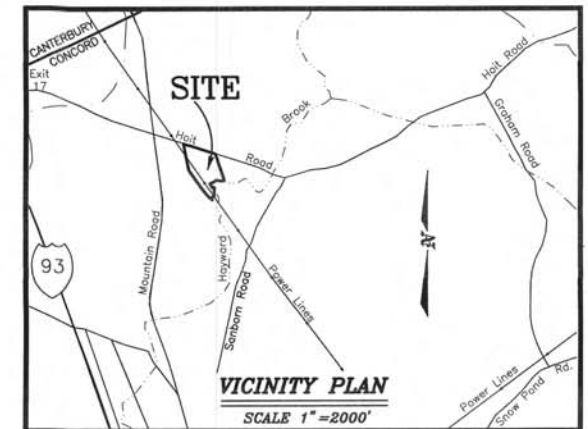 CANTERBURY
CONCORD
Exit
17
SITE
Hoit
Road
Brook
Hoit Road
Graham Road
93
Mountain Road
Hayward
Sanborn Road
Power Lines
N
VICINITY PLAN
SCALE 1"=2000'
Power Lines
Snow Pond
Rd.